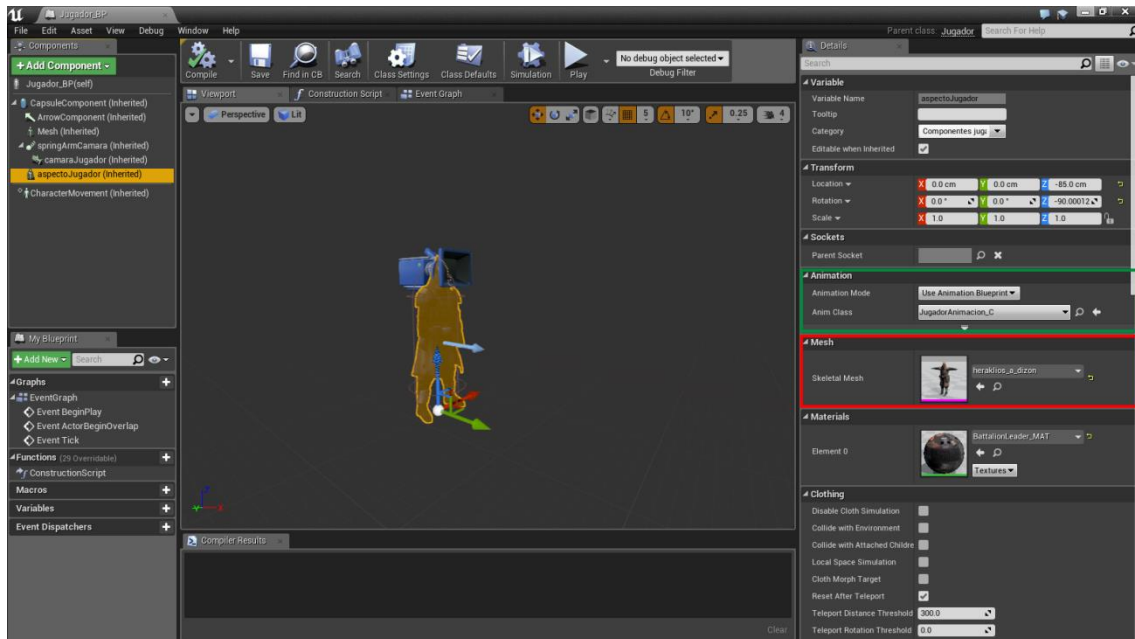 Jugador_BP
File Edit Asset View Debug Window Help
Parent class: Jugador
Search For Help
Components
+Add Component
Jugador_BP(self)
CapsuleComponent (Inherited)
ArrowComponent (Inherited)
Mesh (Inherited)
springArmCamara (Inherited)
camaraJugador (Inherited)
aspectoJugador (Inherited)
CharacterMovement (Inherited)
My Blueprint
+Add New
Search
Graphs
EventGraph
Event BeginPlay
Event ActorBeginOverlap
Event Tick
Functions (29 Overridable)
ConstructionScript
Macros
Variables
Event Dispatchers
Compile
Save
Find in CB
Search
Class Settings
Class Defaults
Simulation
Play
No debug object selected
Debug Filter
Viewport
Construction Script
Event Graph
Perspective
Lit
5
10°
0.25
4
Z
Y
X
Compiler Results
Clear
Details
Search
Variable
Variable Name aspectoJugador
Tooltip
Category Componentes juga
Editable when Inherited
Transform
Location X 0.0 cm Y 0.0 cm Z -85.0 cm
Rotation X 0.0 ° Y 0.0 ° Z -90.00012
Scale X 1.0 Y 1.0 Z 1.0
Sockets
Parent Socket
Animation
Animation Mode Use Animation Blueprint
Anim Class JugadorAnimacion_C
Mesh
Skeletal Mesh heraklios_a_dizon
Materials
Element 0 BattalionLeader_MAT
Textures
Clothing
Disable Cloth Simulation
Collide with Environment
Collide with Attached Childre
Local Space Simulation
Cloth Morph Target
Reset After Teleport
Teleport Distance Threshold 300.0
Teleport Rotation Threshold 0.0